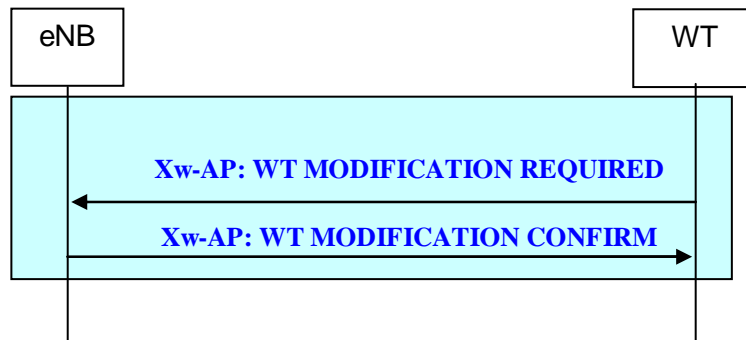 eNB
WT
Xw-AP: WT MODIFICATION REQUIRED
Xw-AP: WT MODIFICATION CONFIRM